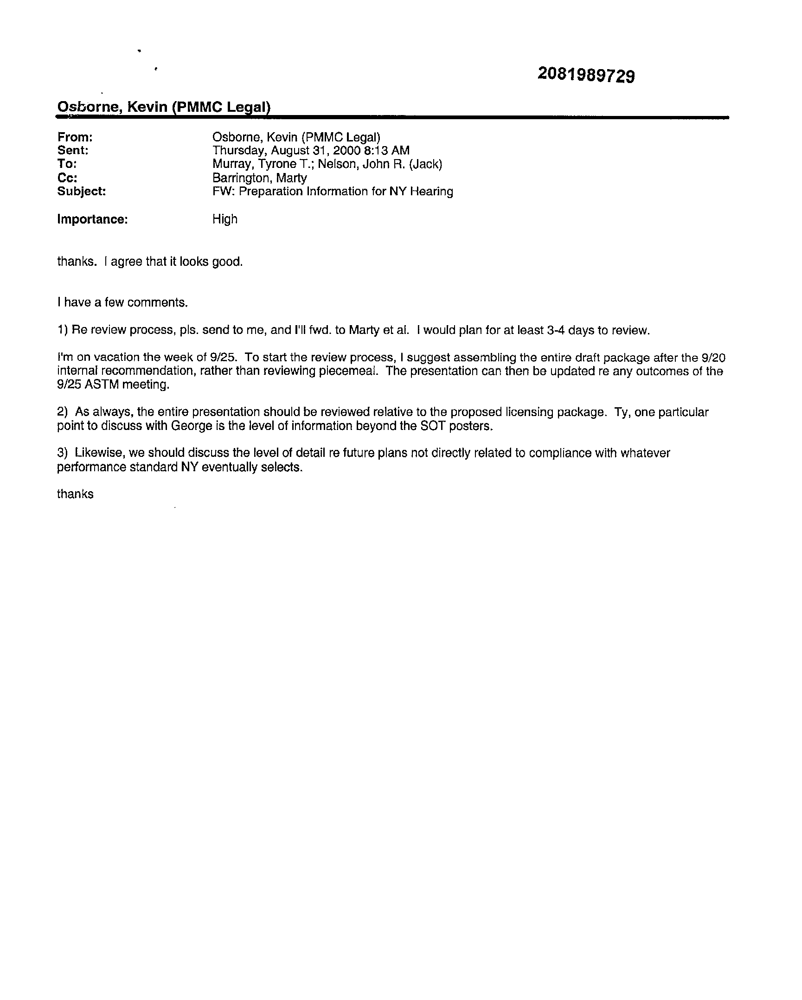 2081989729
Osborne, Kevin (PMMC Legal)
From: Osborne, Kevin (PMMC Legal)
Sent: Thursday, August 31, 2000 8:13 AM
To: Murray, Tyrone T.; Nelson, John R. (Jack)
Cc: Barrington, Marty
Subject: FW: Preparation Information for NY Hearing
Importance: High
thanks.  I agree that it looks good.
I have a few comments.
1) Re review process, pls. send to me, and I'll fwd. to Marty et al.  I would plan for at least 3-4 days to review.
I'm on vacation the week of 9/25.  To start the review process, I suggest assembling the entire draft package after the 9/20
internal recommendation, rather than reviewing piecemeal.  The presentation can then be updated re any outcomes of the
9/25 ASTM meeting.
2)  As always, the entire presentation should be reviewed relative to the proposed licensing package.  Ty, one particular
point to discuss with George is the level of information beyond the SOT posters.
3)  Likewise, we should discuss the level of detail re future plans not directly related to compliance with whatever
performance standard NY eventually selects.
thanks